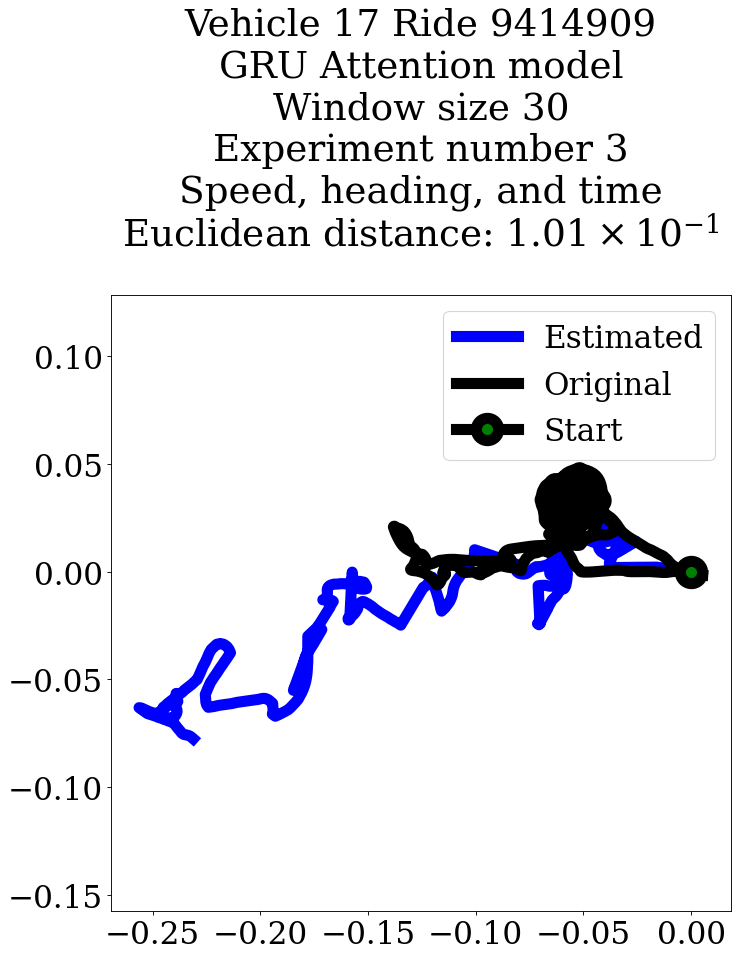 Vehicle 17 Ride 9414909
GRU Attention model
Window size 30
Experiment number 3
Speed, heading, and time
Euclidean distance: 1.01 × 10⁻¹
Estimated
Original
Start
0.10
0.05
0.00
−0.05
−0.10
−0.15
−0.25 −0.20 −0.15 −0.10 −0.05 0.00